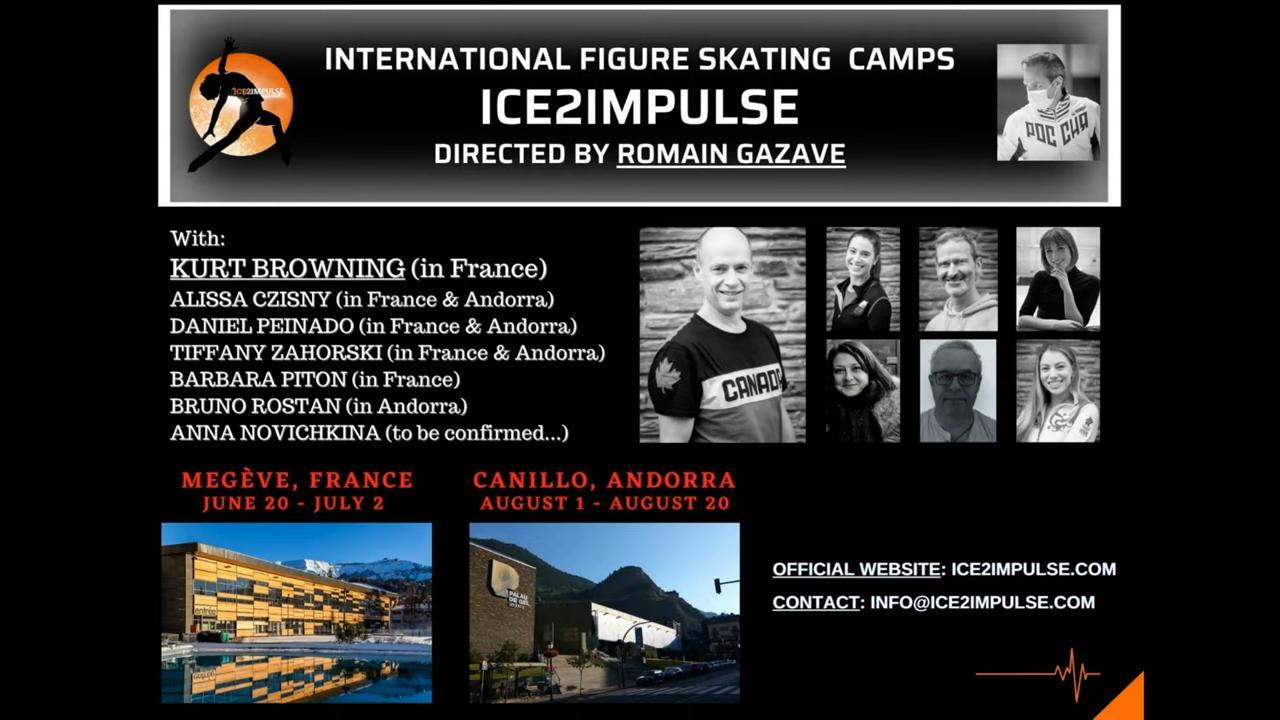 INTERNATIONAL FIGURE SKATING CAMPS
ICE2IMPULSE
ICE2IMPULSE
DIRECTED BY ROMAIN GAZAVE
With:
KURT BROWNING (in France)
ALISSA CZISNY (in France & Andorra)
DANIEL PEINADO (in France & Andorra)
TIFFANY ZAHORSKI (in France & Andorra)
BARBARA PITON (in France)
BRUNO ROSTAN (in Andorra)
ANNA NOVICHKINA (to be confirmed...)
CANADA
MEGÈVE, FRANCE
JUNE 20 - JULY 2
CANILLO, ANDORRA
AUGUST 1 - AUGUST 20
entrée
PALAU
DE GEL
OFFICIAL WEBSITE: ICE2IMPULSE.COM
CONTACT: INFO@ICE2IMPULSE.COM